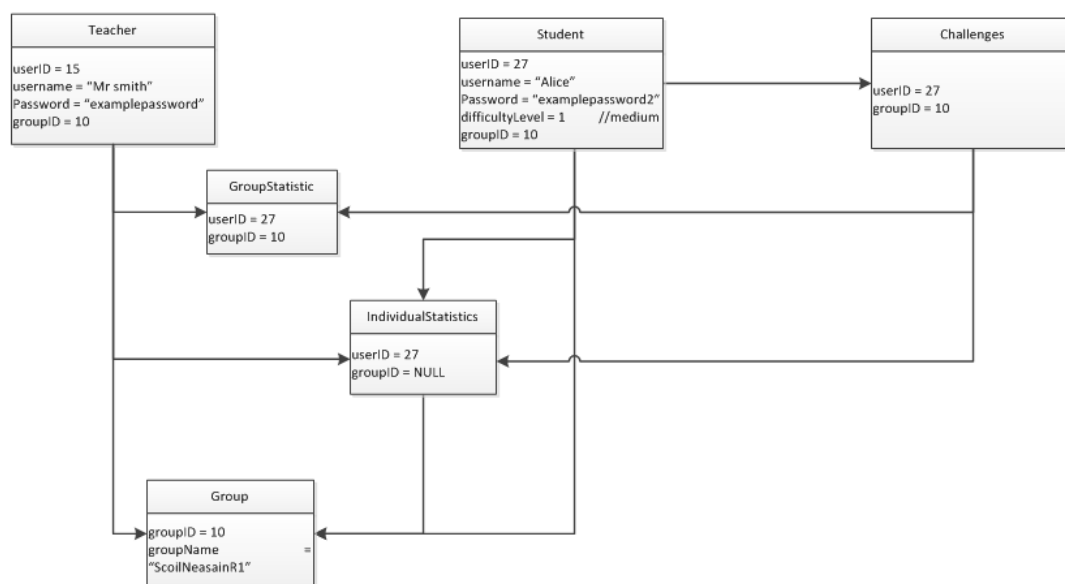 Teacher
userID = 15
username = “Mr smith”
Password = “examplepassword”
groupID = 10
Student
userID = 27
username = “Alice”
Password = “examplepassword2”
difficultyLevel = 1 //medium
groupID = 10
Challenges
userID = 27
groupID = 10
GroupStatistic
userID = 27
groupID = 10
IndividualStatistics
userID = 27
groupID = NULL
Group
groupID = 10
groupName =
“ScoilNeasainR1”